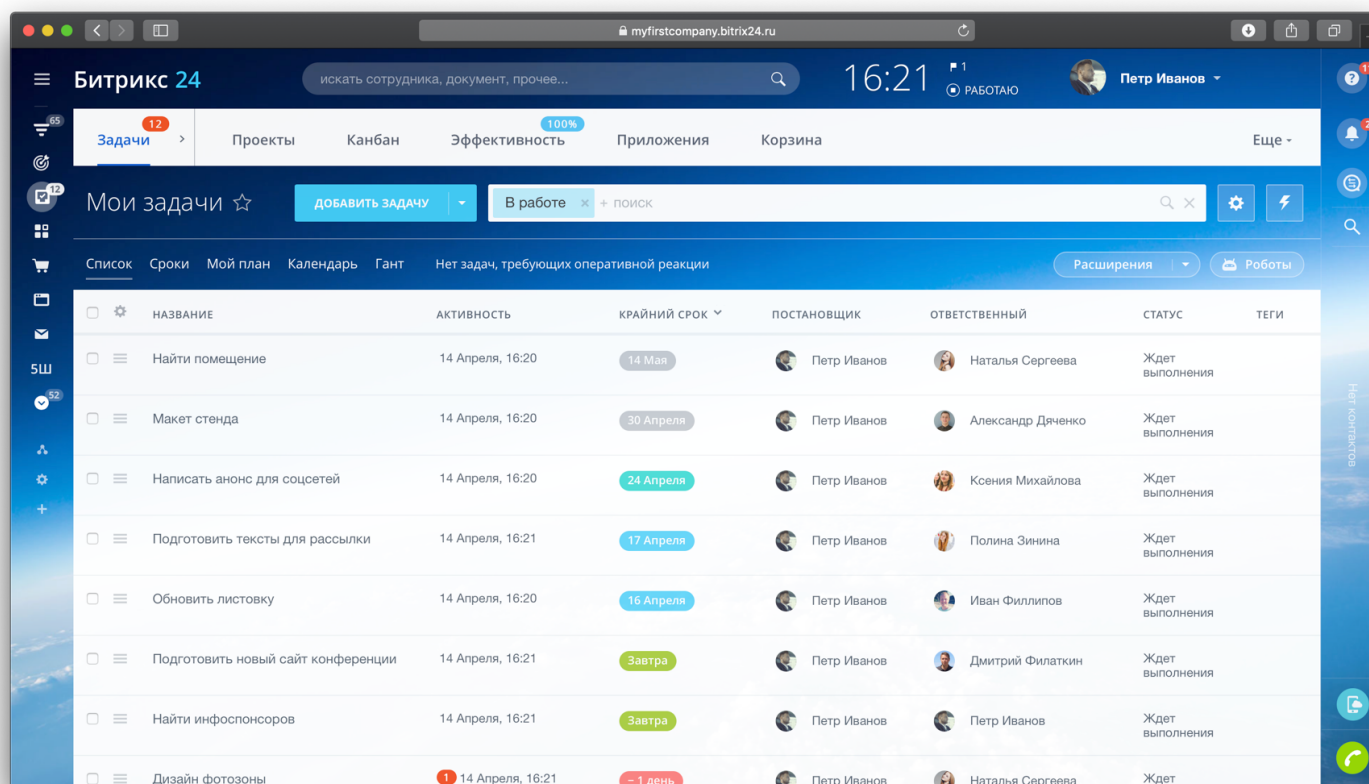 myfirstcompany.bitrix24.ru
Битрикс 24
искать сотрудника, документ, прочее...
16:21
1
РАБОТАЮ
Петр Иванов
65
12
52
5Ш
Задачи 12
Проекты
Канбан
Эффективность 100%
Приложения
Корзина
Еще
Мои задачи
ДОБАВИТЬ ЗАДАЧУ
В работе × + поиск
Список Сроки Мой план Календарь Гант Нет задач, требующих оперативной реакции
Расширения
Роботы
НАЗВАНИЕ АКТИВНОСТЬ КРАЙНИЙ СРОК ПОСТАНОВЩИК ОТВЕТСТВЕННЫЙ СТАТУС ТЕГИ
Найти помещение 14 Апреля, 16:20 14 Мая Петр Иванов Наталья Сергеева Ждет
выполнения
Макет стенда 14 Апреля, 16:20 30 Апреля Петр Иванов Александр Дяченко Ждет
выполнения
Написать анонс для соцсетей 14 Апреля, 16:20 24 Апреля Петр Иванов Ксения Михайлова Ждет
выполнения
Подготовить тексты для рассылки 14 Апреля, 16:21 17 Апреля Петр Иванов Полина Зинина Ждет
выполнения
Обновить листовку 14 Апреля, 16:20 16 Апреля Петр Иванов Иван Филлипов Ждет
выполнения
Подготовить новый сайт конференции 14 Апреля, 16:21 Завтра Петр Иванов Дмитрий Филаткин Ждет
выполнения
Найти инфоспонсоров 14 Апреля, 16:21 Завтра Петр Иванов Петр Иванов Ждет
выполнения
Дизайн фотозоны 1 14 Апреля, 16:21 − 1 день Петр Иванов Наталья Сергеева Ждет
Нет контактов